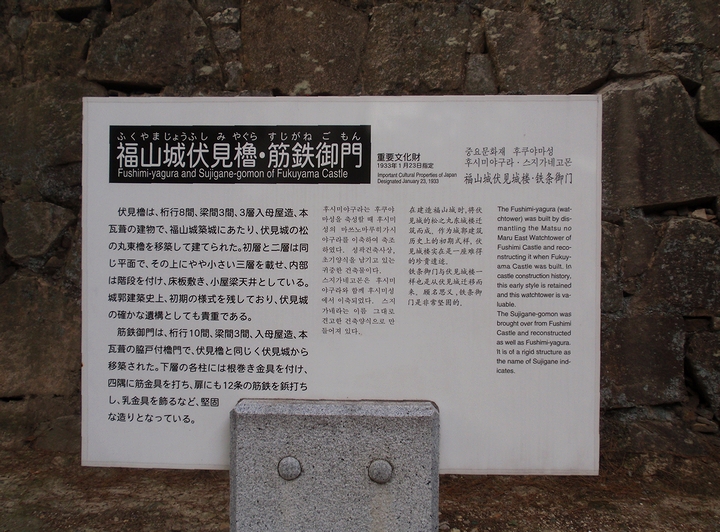 ふくやまじょうふし み やぐら すじがね ご もん
福山城伏見櫓・筋鉄御門
Fushimi-yagura and Sujigane-gomon of Fukuyama Castle
重要文化財
1933年1月23日指定
Important Cultural Properties of Japan
Designated January 23, 1933
중요문화재 후쿠야마성
후시미야구라·스지가네고몬
福山城伏見城楼·铁条御门
伏見櫓は、桁行8間、梁間3間、3層入母屋造、本
瓦葺の建物で、福山城築城にあたり、伏見城の松
の丸東櫓を移築して建てられた。初層と二層は同
じ平面で、その上にやや小さい三層を載せ、内部
は階段を付け、床板敷き、小屋梁天井としている。
城郭建築史上、初期の様式を残しており、伏見城
の確かな遺構としても貴重である。
筋鉄御門は、桁行10間、梁間3間、入母屋造、本
瓦葺の脇戸付櫓門で、伏見櫓と同じく伏見城から
移築された。下層の各柱には根巻き金具を付け、
四隅に筋金具を打ち、扉にも12条の筋鉄を鋲打ち
し、乳金具を飾るなど、堅固
な造りとなっている。
후시미야구라는 후쿠야
마성을 축성할 때 후시미
성의 마쓰노마루히가시
야구라를 이축하여 축조
하였다. 성곽건축사상,
초기양식을 남기고 있는
귀중한 건축물이다.
스지가네고몬은 후시미
야구라와 함께 후시미성
에서 이축되었다. 스지
가네라는 이름 그대로
견고한 건축양식으로 만
들어져 있다.
在建造福山城时,将伏
见城的松之丸东城楼迁
筑而成。作为城郭建筑
历史上的初期式样,伏
见城楼实在是一座难得
的珍贵遗迹。
铁条御门与伏见城楼一
样也是从伏见城迁移而
来。顾名思义,铁条御
门是非常坚固的。
The Fushimi-yagura (wat-
chtower) was built by dis-
mantling the Matsu no
Maru East Watchtower of
Fushimi Castle and reco-
nstructing it when Fukuy-
ama Castle was built. In
castle construction history,
this early style is retained
and this watchtower is va-
luable.
The Sujigane-gomon was
brought over from Fushimi
Castle and reconstructed
as well as Fushimi-yagura.
It is of a rigid structure as
the name of Sujigane ind-
icates.